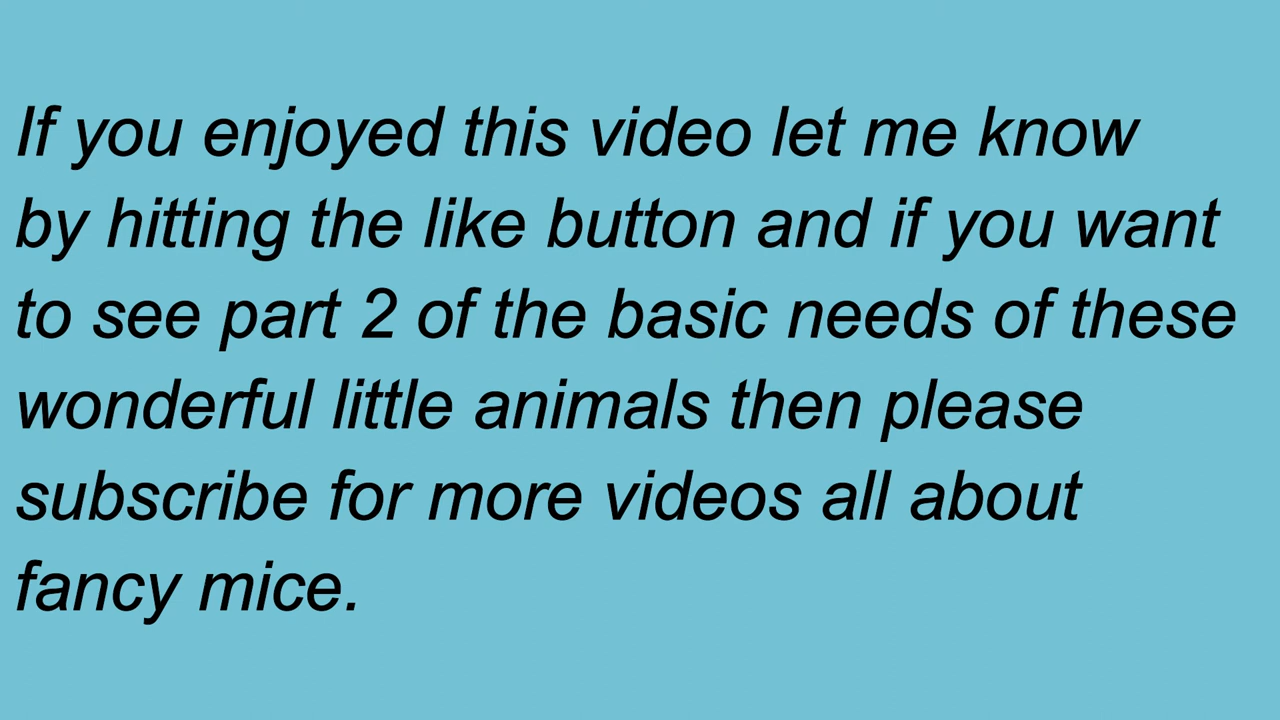 If you enjoyed this video let me know
by hitting the like button and if you want
to see part 2 of the basic needs of these
wonderful little animals then please
subscribe for more videos all about
fancy mice.